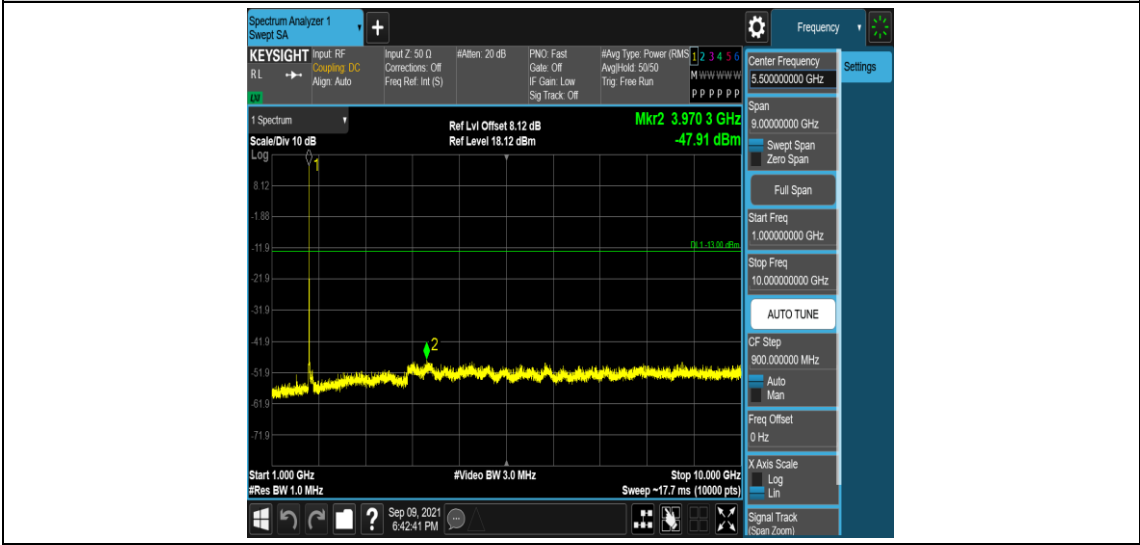 Spectrum Analyzer 1
Swept SA
Frequency
KEYSIGHT
Input: RF
Coupling: DC
Align: Auto
Input Z: 50 Ω
Corrections: Off
Freq Ref: Int (S)
#Atten: 20 dB
PNO: Fast
Gate: Off
IF Gain: Low
Sig Track: Off
#Avg Type: Power (RMS
Avg|Hold: 50/50
Trig: Free Run
1 2 3 4 5 6
M W W W W W
P P P P P P
R L
LXI
Center Frequency
5.500000000 GHz
Settings
Span
9.00000000 GHz
Swept Span
Zero Span
Full Span
Start Freq
1.000000000 GHz
Stop Freq
10.000000000 GHz
AUTO TUNE
CF Step
900.000000 MHz
Auto
Man
Freq Offset
0 Hz
X Axis Scale
Log
Lin
Signal Track
(Span Zoom)
1 Spectrum
Scale/Div 10 dB
Log
Ref Lvl Offset 8.12 dB
Ref Level 18.12 dBm
Mkr2 3.970 3 GHz
-47.91 dBm
1
8.12
-1.88
-11.9
DL1 -13.00 dBm
-21.9
-31.9
-41.9
2
-51.9
-61.9
-71.9
Start 1.000 GHz
#Res BW 1.0 MHz
#Video BW 3.0 MHz
Stop 10.000 GHz
Sweep ~17.7 ms (10000 pts)
?
Sep 09, 2021
6:42:41 PM